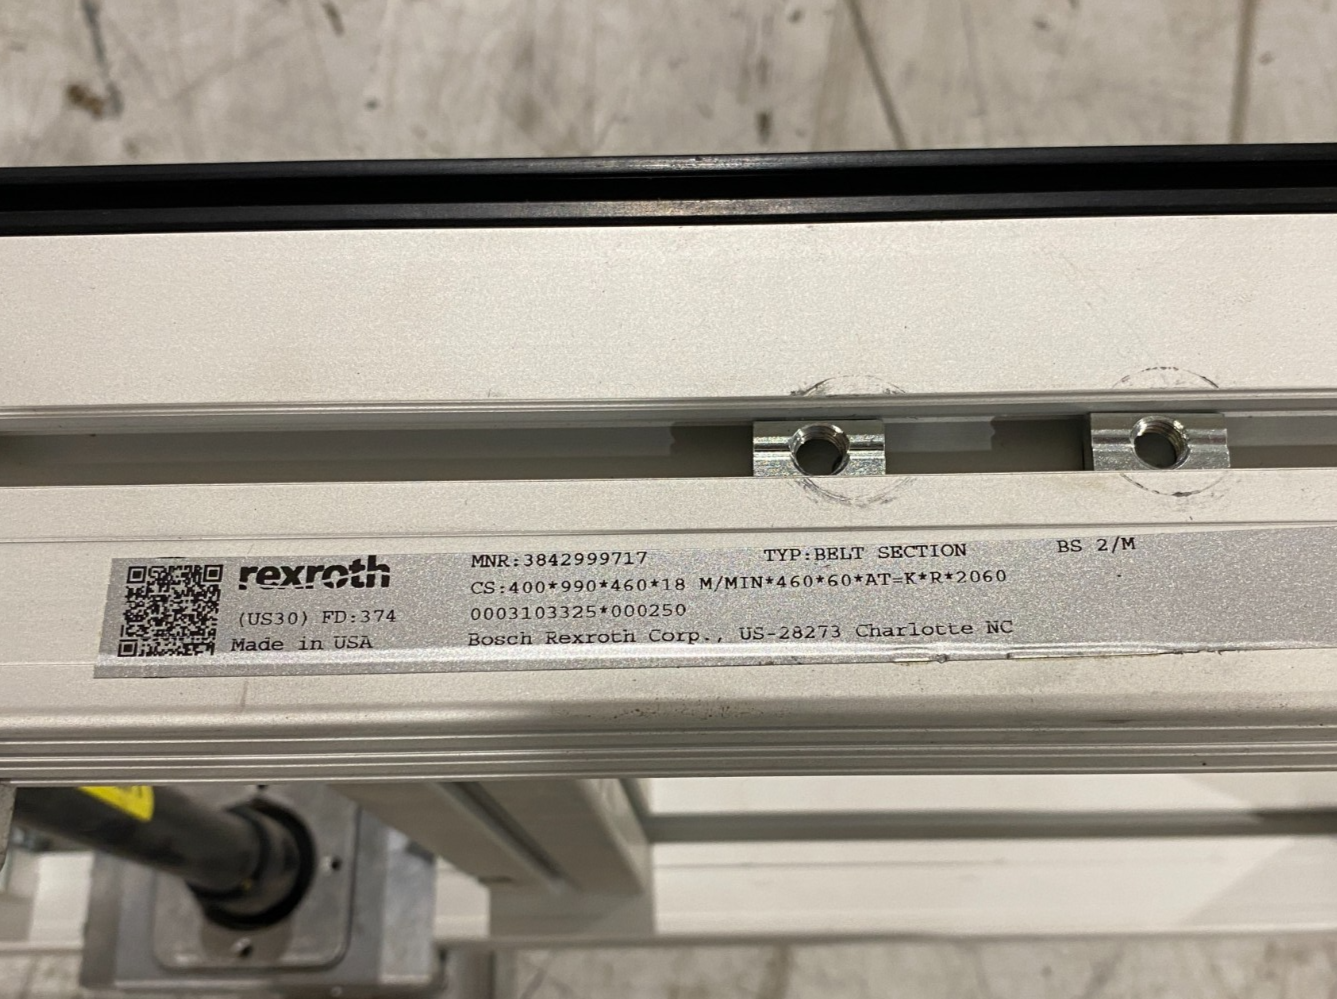 rexroth
(US30) FD:374
Made in USA
MNR:3842999717 TYP:BELT SECTION BS 2/M
CS:400*990*460*18 M/MIN*460*60*AT=K*R*2060
0003103325*000250
Bosch Rexroth Corp., US-28273 Charlotte NC